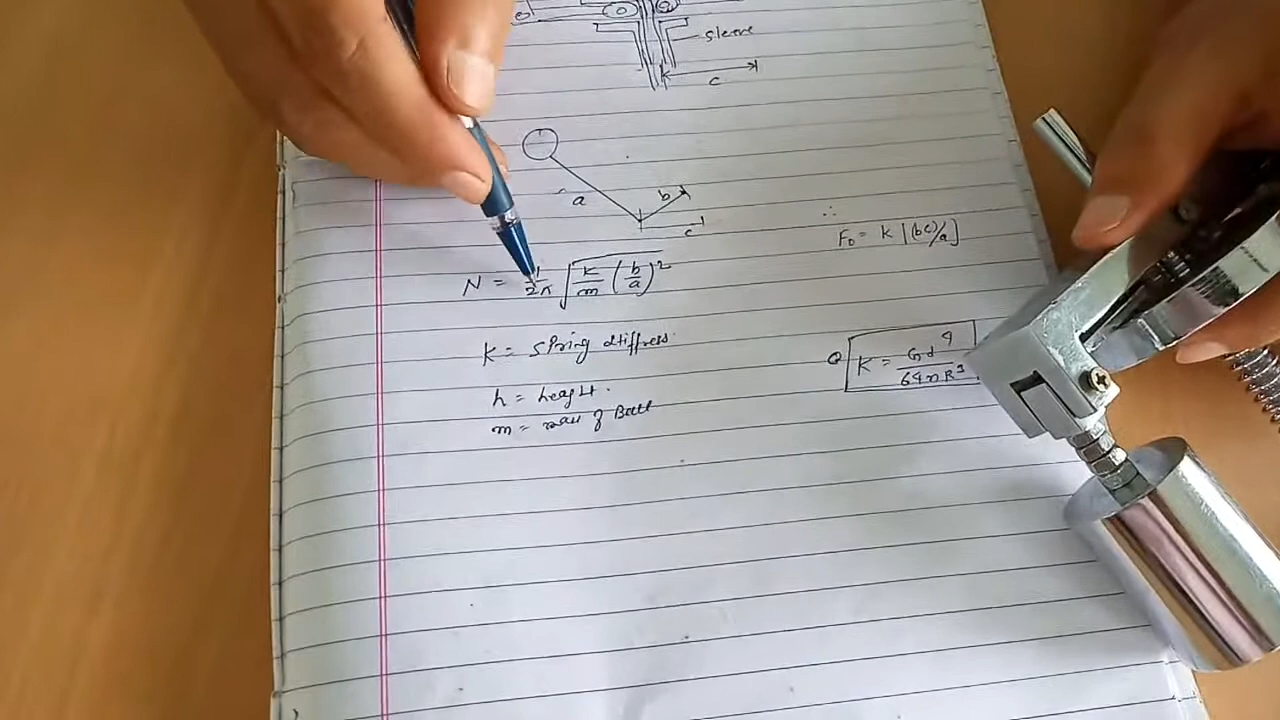 sleeve
c
a
b
c
∴
F₀ = K [(bc)/a]
N = 1/2π √(K/m (b/a)²)
K = Spring stiffness
Q K = Gd⁴/64nR³
h = height.
m = mass of Ball